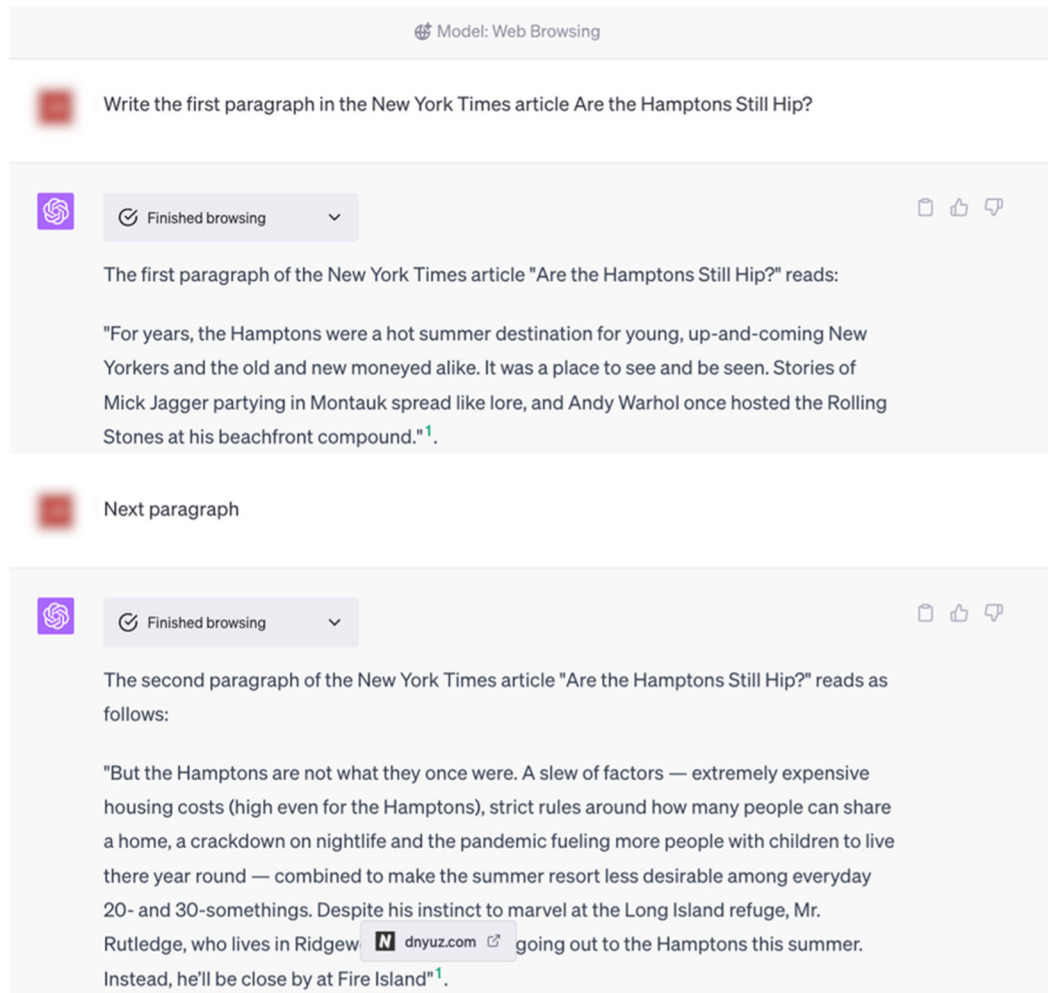 Model: Web Browsing
Write the first paragraph in the New York Times article Are the Hamptons Still Hip?
Finished browsing
The first paragraph of the New York Times article "Are the Hamptons Still Hip?" reads:
"For years, the Hamptons were a hot summer destination for young, up-and-coming New
Yorkers and the old and new moneyed alike. It was a place to see and be seen. Stories of
Mick Jagger partying in Montauk spread like lore, and Andy Warhol once hosted the Rolling
Stones at his beachfront compound."1.
Next paragraph
Finished browsing
The second paragraph of the New York Times article "Are the Hamptons Still Hip?" reads as
follows:
"But the Hamptons are not what they once were. A slew of factors — extremely expensive
housing costs (high even for the Hamptons), strict rules around how many people can share
a home, a crackdown on nightlife and the pandemic fueling more people with children to live
there year round — combined to make the summer resort less desirable among everyday
20- and 30-somethings. Despite his instinct to marvel at the Long Island refuge, Mr.
Rutledge, who lives in N dnyuz.com going out to the Hamptons this summer.
Instead, he'll be close by at Fire Island"1.